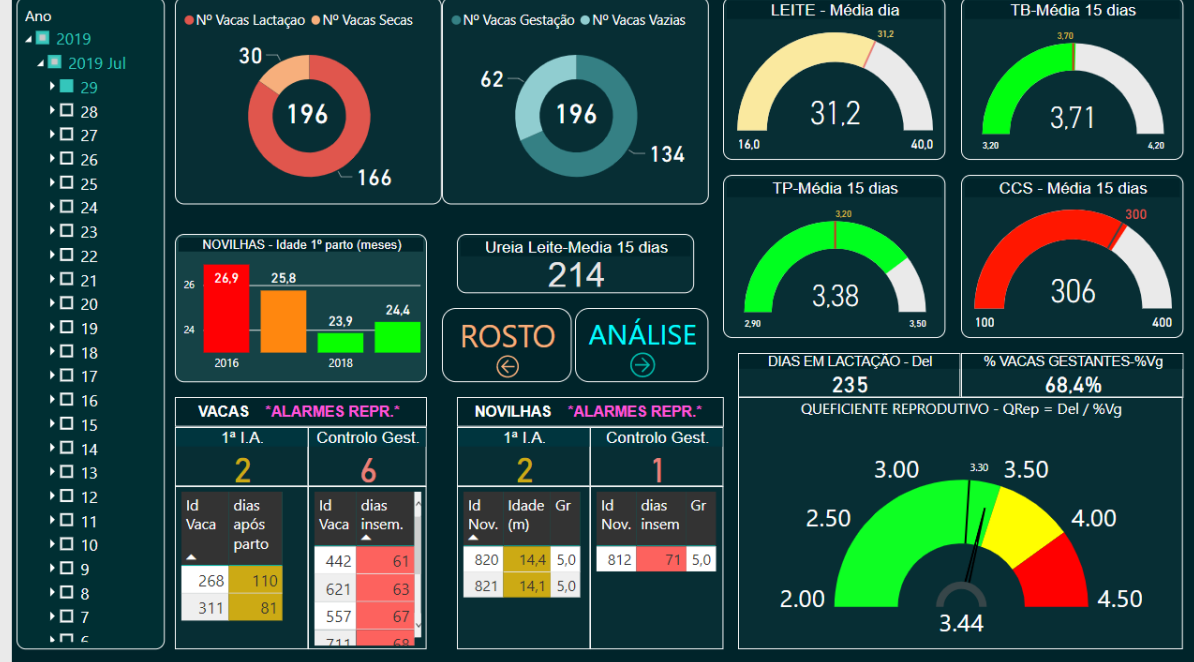 Ano
2019
2019 Jul
29
28
27
26
25
24
23
22
21
20
19
18
17
16
15
14
13
12
11
10
9
8
7
6
Nº Vacas Lactaçao Nº Vacas Secas
30
196
166
Nº Vacas Gestação Nº Vacas Vazias
62
196
134
LEITE - Média dia
31,2
31,2
16,0 40,0
TB-Média 15 dias
3,70
3,71
3,20 4,20
TP-Média 15 dias
3,20
3,38
2,90 3,50
CCS - Média 15 dias
300
306
100 400
NOVILHAS - Idade 1º parto (meses)
26,9 25,8
26
23,9 24,4
24
2016 2018
Ureia Leite-Media 15 dias
214
ROSTO
ANÁLISE
DIAS EM LACTAÇÃO - Del % VACAS GESTANTES-%Vg
235 68,4%
QUEFICIENTE REPRODUTIVO - QRep = Del / %Vg
3.00 3.30 3.50
2.50 4.00
2.00 4.50
3.44
VACAS *ALARMES REPR.*
1ª I.A. Controlo Gest.
2 6
Id dias
Vaca após
parto
268 110
311 81
Id dias
Vaca insem.
442 61
621 63
557 67
711 68
NOVILHAS *ALARMES REPR.*
1ª I.A. Controlo Gest.
2 1
Id Idade Gr
Nov. (m)
820 14,4 5,0
821 14,1 5,0
Id dias Gr
Nov. insem
812 71 5,0